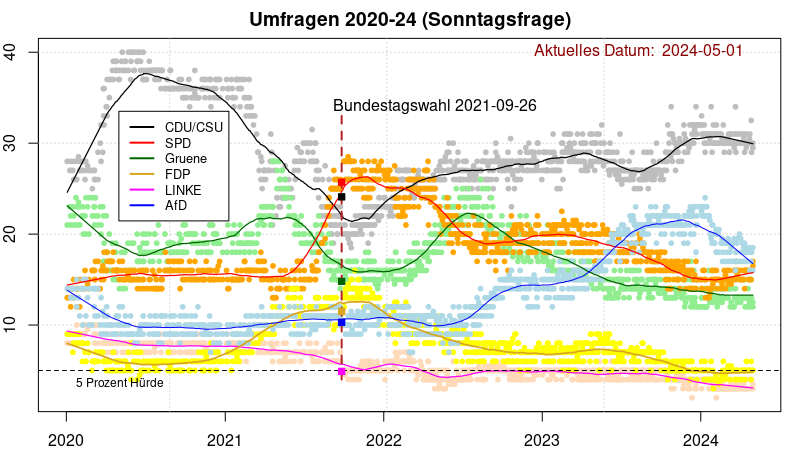 Umfragen 2020-24 (Sonntagsfrage)
Aktuelles Datum: 2024-05-01
Bundestagswahl 2021-09-26
CDU/CSU
SPD
Gruene
FDP
LINKE
AfD
40
30
20
10
5 Prozent Hürde
2020 2021 2022 2023 2024